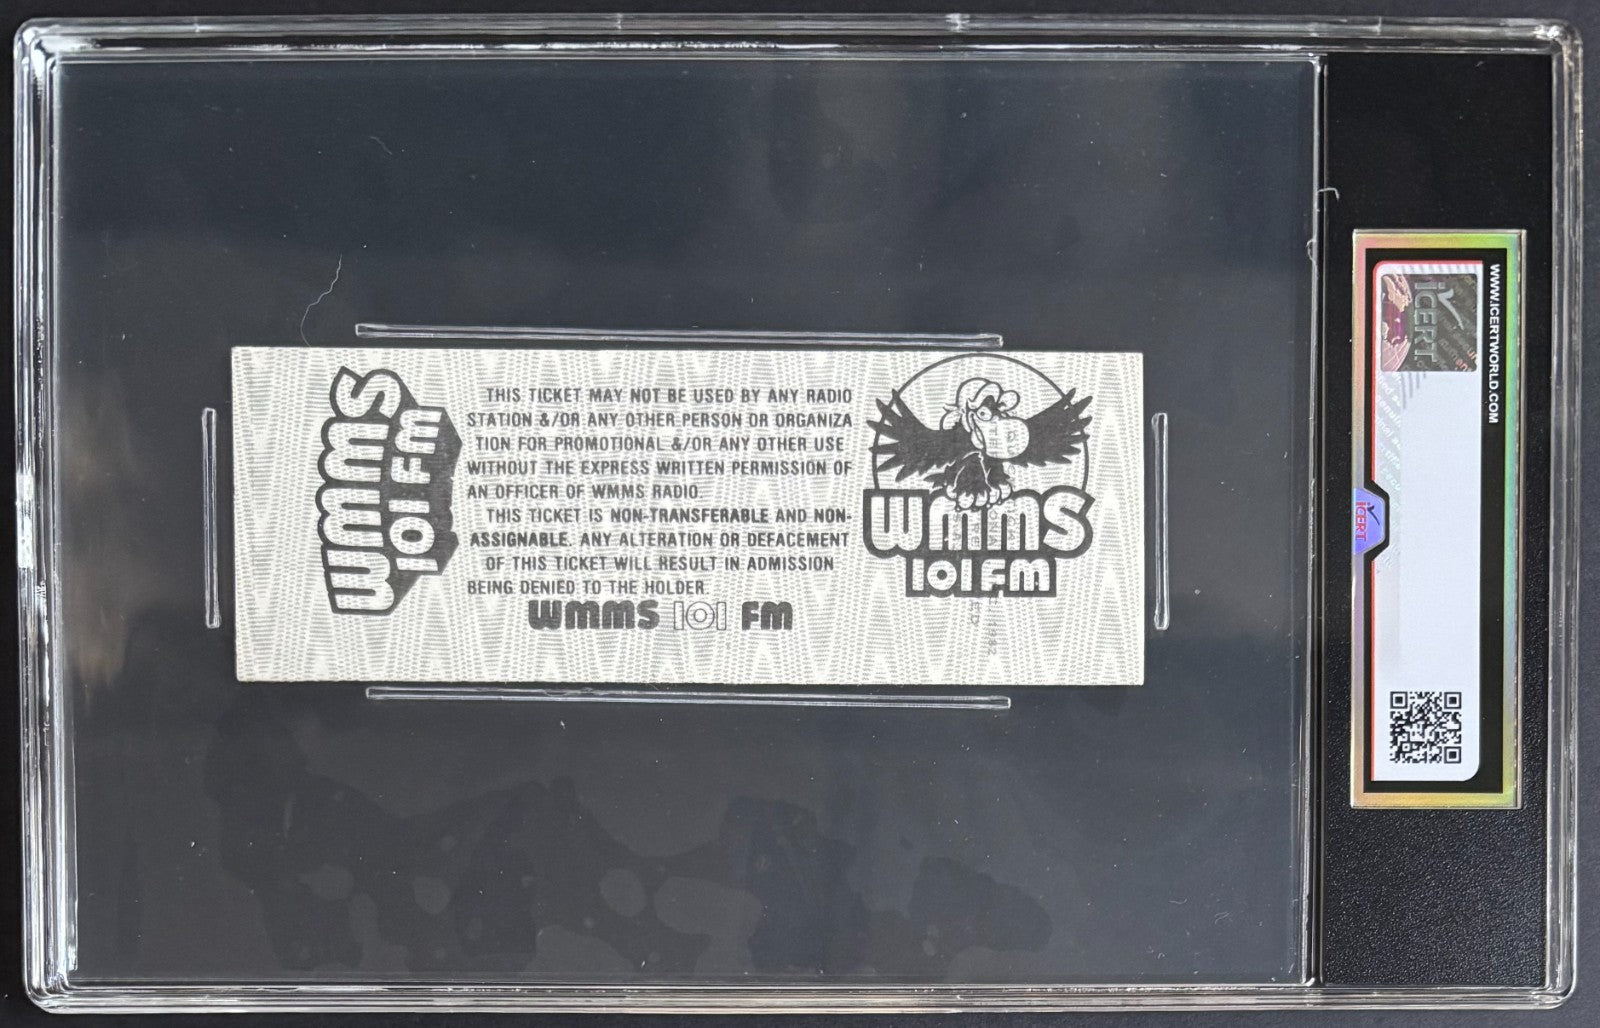 WMMS
101 FM
THIS TICKET MAY NOT BE USED BY ANY RADIO
STATION &/OR ANY OTHER PERSON OR ORGANIZA
TION FOR PROMOTIONAL &/OR ANY OTHER USE
WITHOUT THE EXPRESS WRITTEN PERMISSION OF
AN OFFICER OF WMMS RADIO.
THIS TICKET IS NON-TRANSFERABLE AND NON-
ASSIGNABLE. ANY ALTERATION OR DEFACEMENT
OF THIS TICKET WILL RESULT IN ADMISSION
BEING DENIED TO THE HOLDER.
WMMS 101 FM
WMMS
101 FM
WWW.ICERTWORLD.COM
iCERT
iCERT